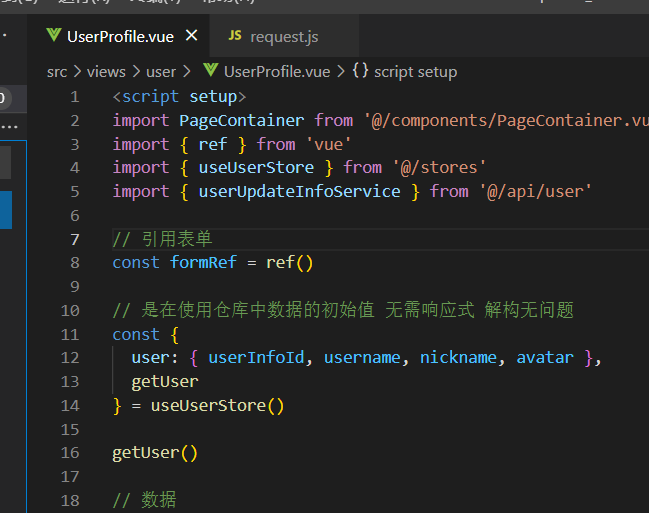 UserProfile.vue
JS request.js
src > views > user > UserProfile.vue > {} script setup
1 <script setup>
2 import PageContainer from '@/components/PageContainer.vu
3 import { ref } from 'vue'
4 import { useUserStore } from '@/stores'
5 import { userUpdateInfoService } from '@/api/user'
6
7 // 引用表单
8 const formRef = ref()
9
10 // 是在使用仓库中数据的初始值 无需响应式 解构无问题
11 const {
12 user: { userInfoId, username, nickname, avatar },
13 getUser
14 } = useUserStore()
15
16 getUser()
17
18 // 数据